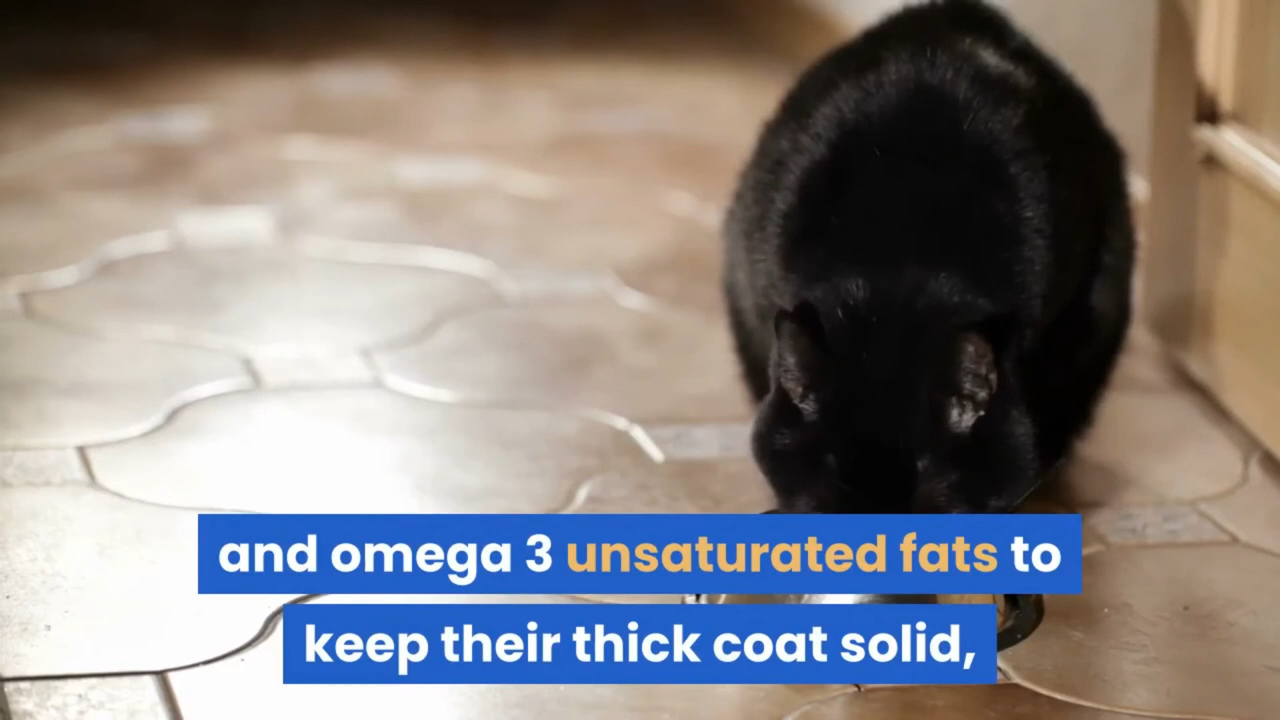 and omega 3 unsaturated fats to
keep their thick coat solid,